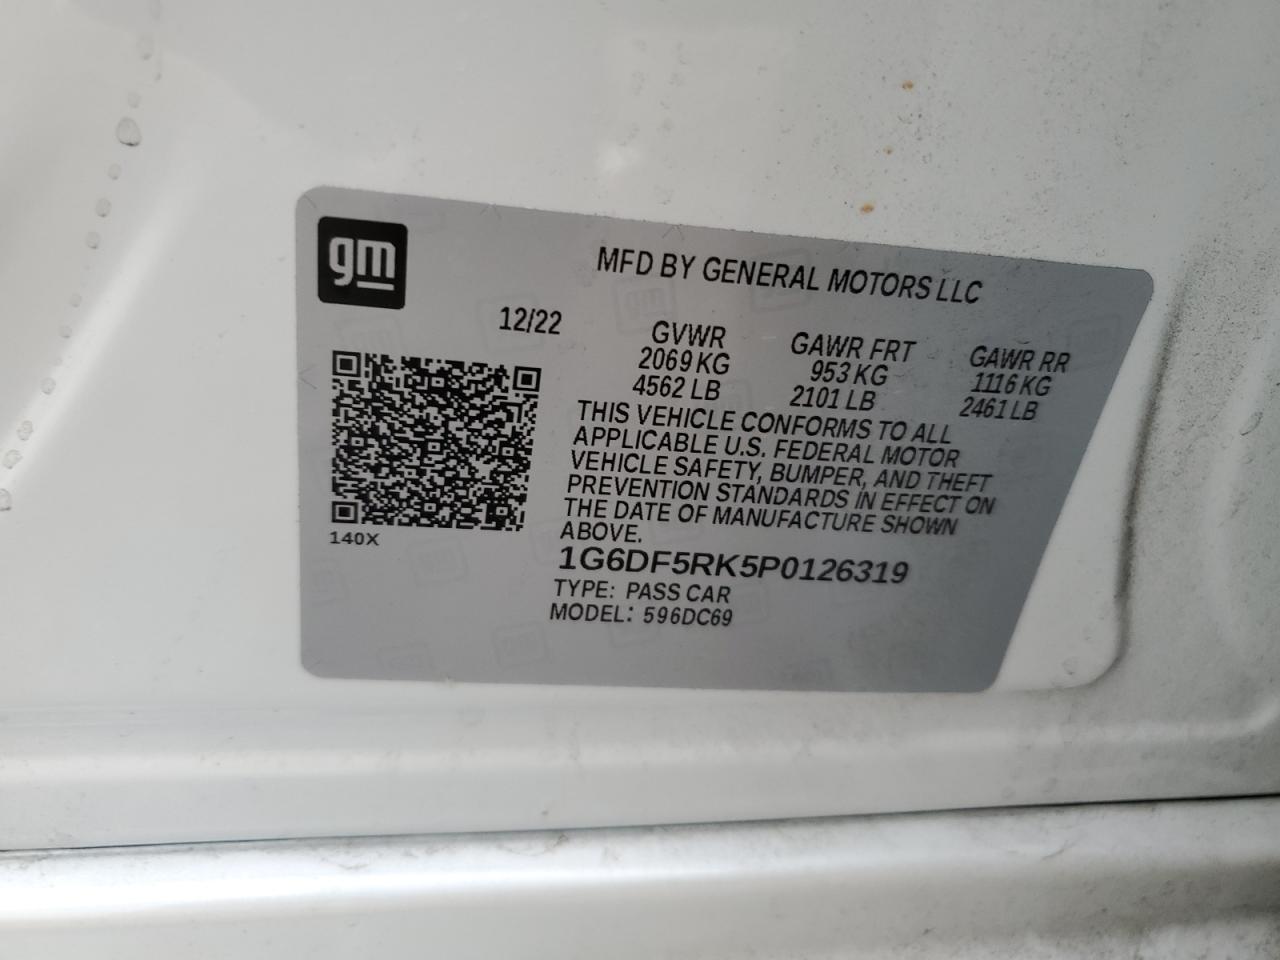 gm
MFD BY GENERAL MOTORS LLC
12/22
GVWR GAWR FRT GAWR RR
2069 KG 953 KG 1116 KG
4562 LB 2101 LB 2461 LB
THIS VEHICLE CONFORMS TO ALL
APPLICABLE U.S. FEDERAL MOTOR
VEHICLE SAFETY, BUMPER, AND THEFT
PREVENTION STANDARDS IN EFFECT ON
THE DATE OF MANUFACTURE SHOWN
ABOVE.
140X
1G6DF5RK5P0126319
TYPE: PASS CAR
MODEL: 596DC69